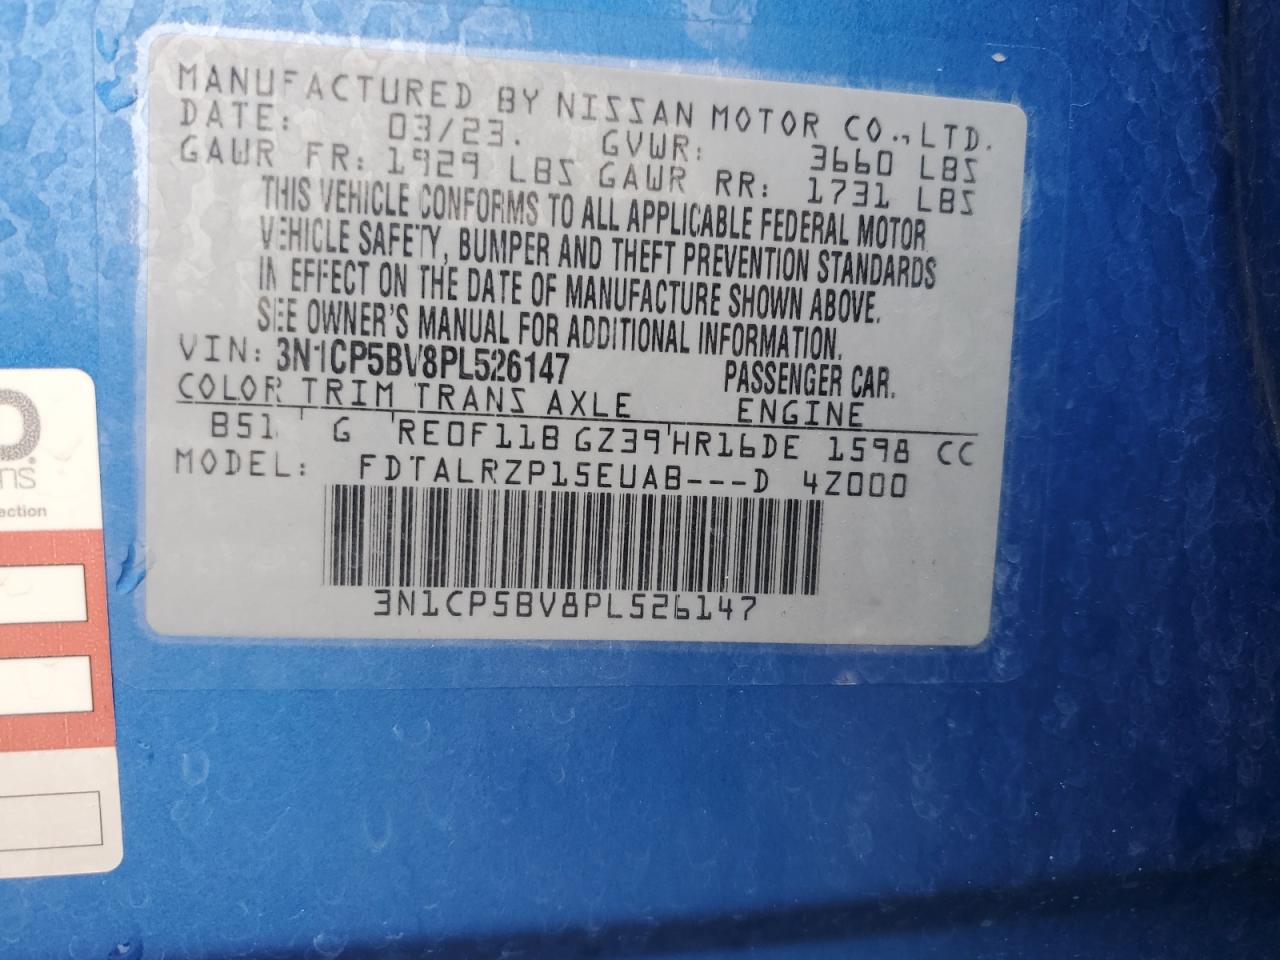 MANUFACTURED BY NISSAN MOTOR CO., LTD.
DATE: 03/23. GVWR: 3660 LBS
GAWR FR: 1929 LBS GAWR RR: 1731 LBS
THIS VEHICLE CONFORMS TO ALL APPLICABLE FEDERAL MOTOR
VEHICLE SAFETY, BUMPER AND THEFT PREVENTION STANDARDS
IN EFFECT ON THE DATE OF MANUFACTURE SHOWN ABOVE.
SEE OWNER'S MANUAL FOR ADDITIONAL INFORMATION.
VIN: 3N1CP5BV8PL526147 PASSENGER CAR.
COLOR TRIM TRANS AXLE ENGINE
B51 G RE0F11B GZ39 HR16DE 1598 CC
MODEL: FDTALRZP15EUAB---D 4Z000
3N1CP5BV8PL526147
ns
ection